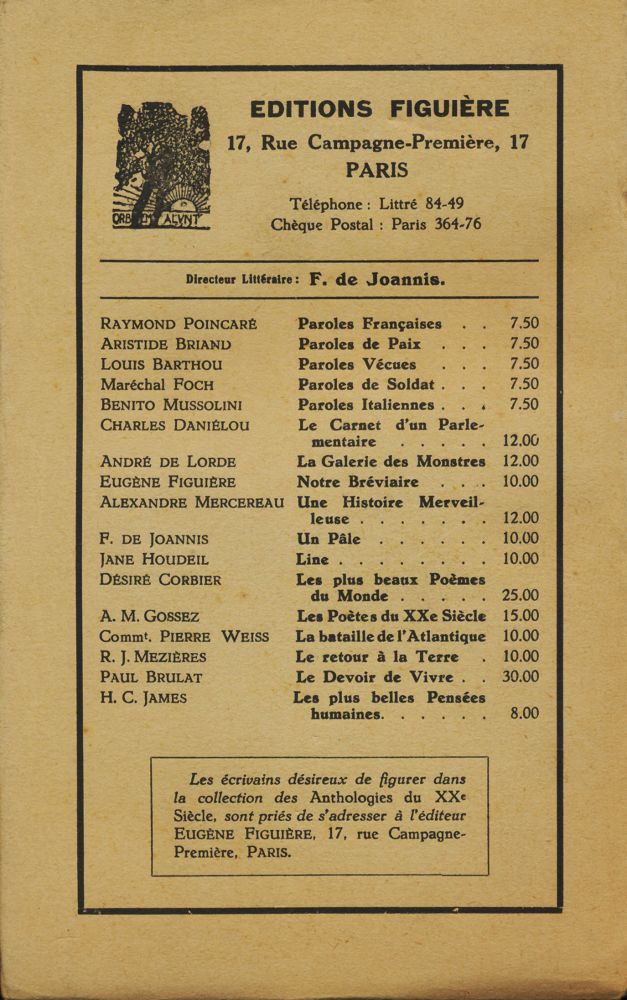 EDITIONS FIGUIÈRE
17, Rue Campagne-Première, 17
PARIS
Téléphone : Littré 84-49
Chèque Postal : Paris 364-76
ORBEM ALVNT
Directeur Littéraire : F. de Joannis.
RAYMOND POINCARÉ Paroles Françaises . . 7.50
ARISTIDE BRIAND Paroles de Paix . . . 7.50
LOUIS BARTHOU Paroles Vécues . . . 7.50
Maréchal FOCH Paroles de Soldat . . . 7.50
BENITO MUSSOLINI Paroles Italiennes . . . 7.50
CHARLES DANIÉLOU Le Carnet d'un Parle-
mentaire . . . . . 12.00
ANDRÉ DE LORDE La Galerie des Monstres 12.00
EUGÈNE FIGUIÈRE Notre Bréviaire . . . 10.00
ALEXANDRE MERCEREAU Une Histoire Merveil-
leuse . . . . . . . 12.00
F. DE JOANNIS Un Pâle . . . . . . 10.00
JANE HOUDEIL Line . . . . . . . . 10.00
DÉSIRÉ CORBIER Les plus beaux Poèmes
du Monde . . . . . 25.00
A. M. GOSSEZ Les Poètes du XXe Siècle 15.00
Commt. PIERRE WEISS La bataille de l'Atlantique 10.00
R. J. MEZIÈRES Le retour à la Terre . 10.00
PAUL BRULAT Le Devoir de Vivre . . 30.00
H. C. JAMES Les plus belles Pensées
humaines. . . . . . 8.00
Les écrivains désireux de figurer dans
la collection des Anthologies du XXe
Siècle, sont priés de s'adresser à l'éditeur
EUGÈNE FIGUIÈRE, 17, rue Campagne-
Première, PARIS.